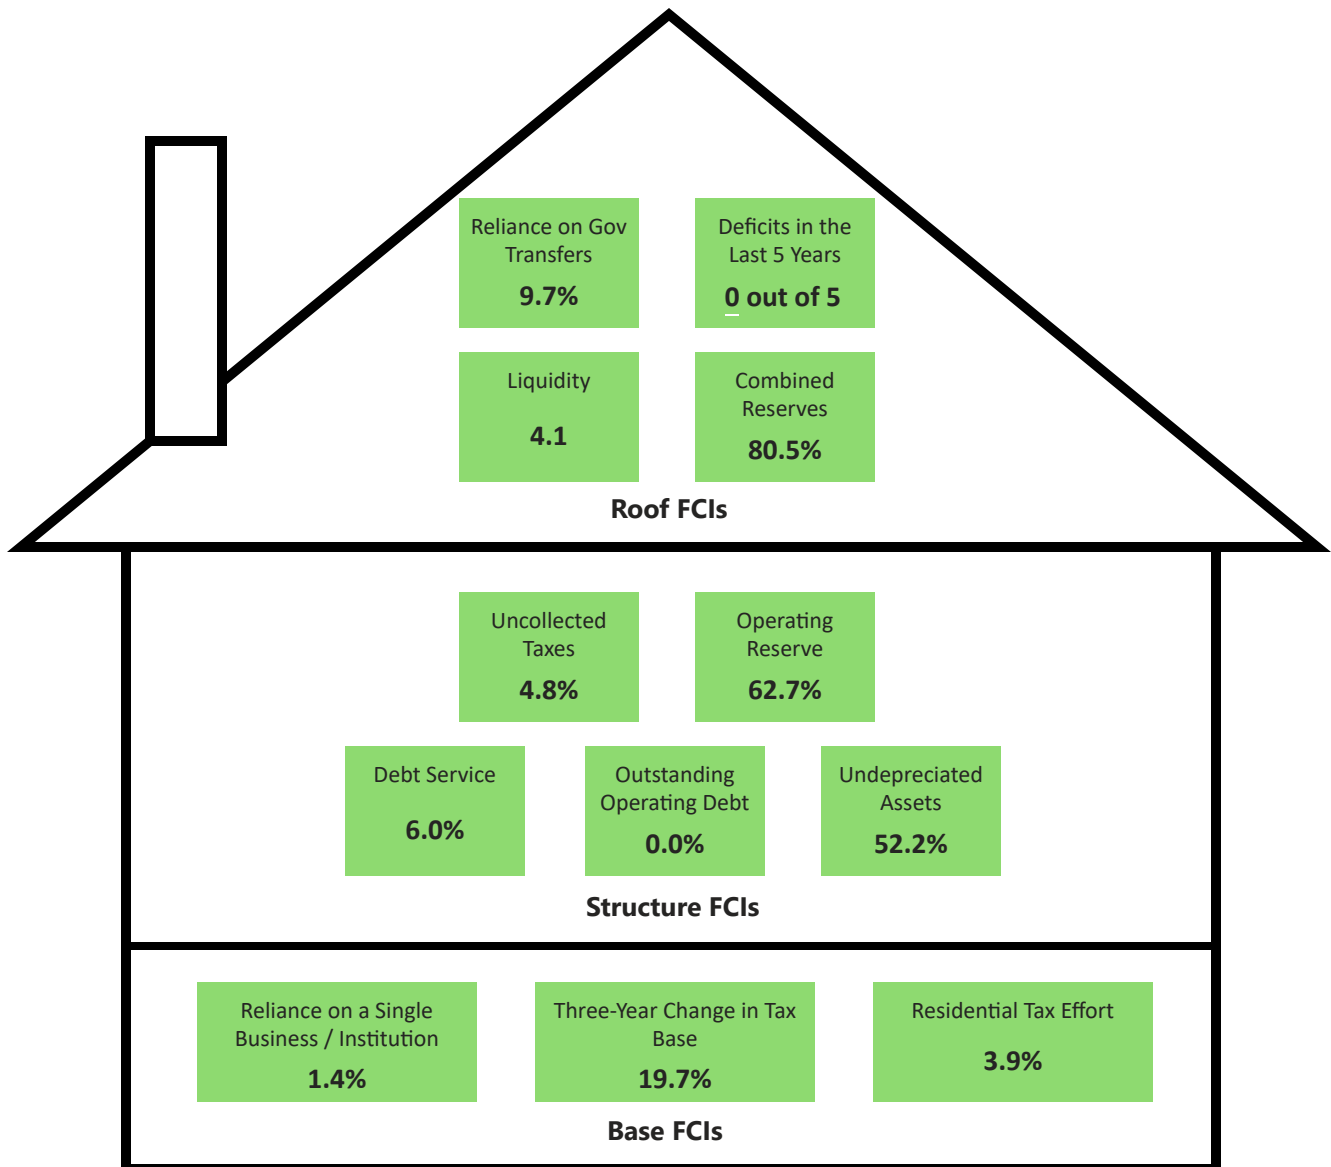 Reliance on Gov
Transfers
9.7%
Deficits in the
Last 5 Years
0 out of 5
Liquidity
4.1
Combined
Reserves
80.5%
Roof FCIs
Uncollected
Taxes
4.8%
Operating
Reserve
62.7%
Debt Service
6.0%
Outstanding
Operating Debt
0.0%
Undepreciated
Assets
52.2%
Structure FCIs
Reliance on a Single
Business / Institution
1.4%
Three-Year Change in Tax
Base
19.7%
Residential Tax Effort
3.9%
Base FCIs